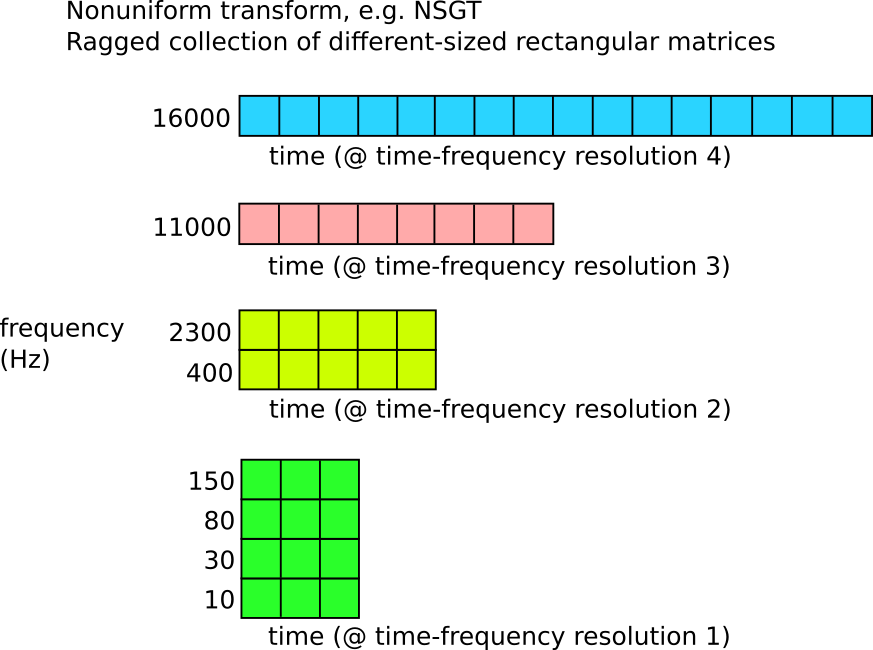 Nonuniform transform, e.g. NSGT
Ragged collection of different-sized rectangular matrices
16000
time (@ time-frequency resolution 4)
11000
time (@ time-frequency resolution 3)
frequency
(Hz)
2300
400
time (@ time-frequency resolution 2)
150
80
30
10
time (@ time-frequency resolution 1)